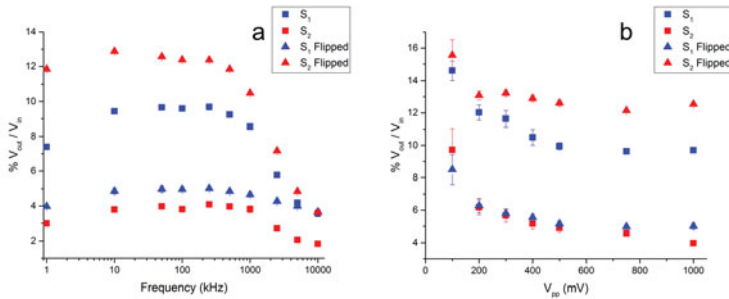 S1
S2
S1 Flipped
S2 Flipped
a
14
12
10
8
6
4
2
% Vout / Vin
1
10
100
1000
10000
Frequency (kHz)
S1
S2
S1 Flipped
S2 Flipped
b
16
14
12
10
8
6
4
% Vout / Vin
0
200
400
600
800
1000
Vpp (mV)